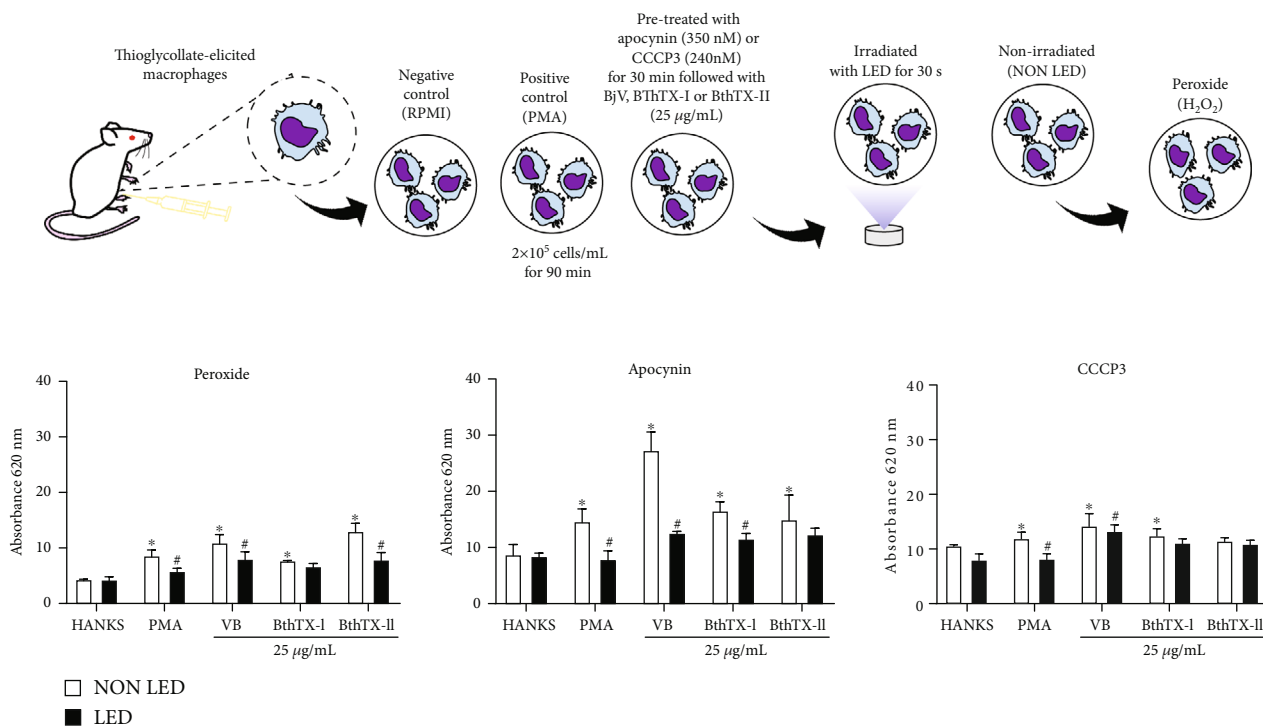 Thioglycollate-elicited
macrophages
Negative
control
(RPMI)
Positive
control
(PMA)
2×10⁵ cells/mL
for 90 min
Pre-treated with
apocynin (350 nM) or
CCCP3 (240nM)
for 30 min followed with
BjV, BThTX-I or BthTX-II
(25 μg/mL)
Irradiated
with LED for 30 s
Non-irradiated
(NON LED)
Peroxide
(H₂O₂)
Peroxide
Absorbance 620 nm
40
30
20
10
0
* # * # * * #
HANKS PMA VB BthTX-l BthTX-ll
25 μg/mL
Apocynin
Absorbance 620 nm
40
30
20
10
0
* # * # * # *
HANKS PMA VB BthTX-l BthTX-ll
25 μg/mL
CCCP3
Absorbance 620 nm
40
30
20
10
0
* # * # *
HANKS PMA VB BthTX-l BthTX-ll
25 μg/mL
NON LED
LED